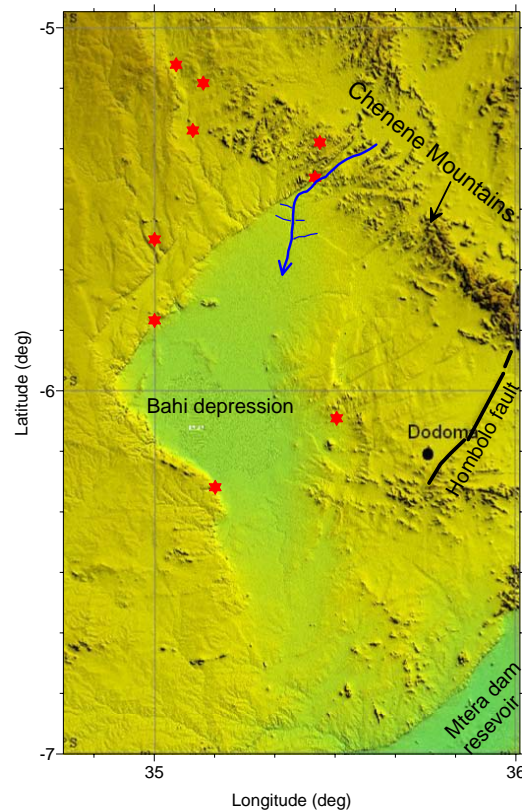 -5
S
Chenene Mountains
Latitude (deg)
-6
S
Bahi depression
Dodoma
Hombolo fault
Mtera dam
resevoir
-7
S
35
36
Longitude (deg)